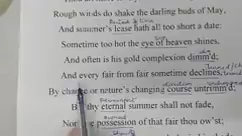 Rough winds do shake the darling buds of May,
And summer's lease hath all too short a date:
Sometime too hot the eye of heaven shines,
And often is his gold complexion dimm'd;
And every fair from fair sometime declines,
By chance or nature's changing course untrimm'd;
thy eternal summer shall not fade,
Nor possession of that fair thou ow'st;